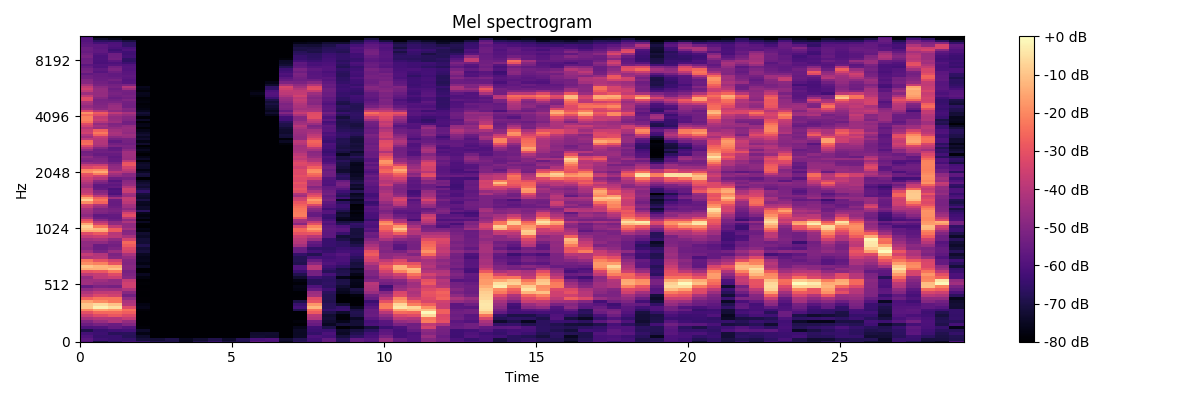 Mel spectrogram
8192
4096
2048
1024
512
0
Hz
0 5 10 15 20 25
Time
+0 dB
-10 dB
-20 dB
-30 dB
-40 dB
-50 dB
-60 dB
-70 dB
-80 dB